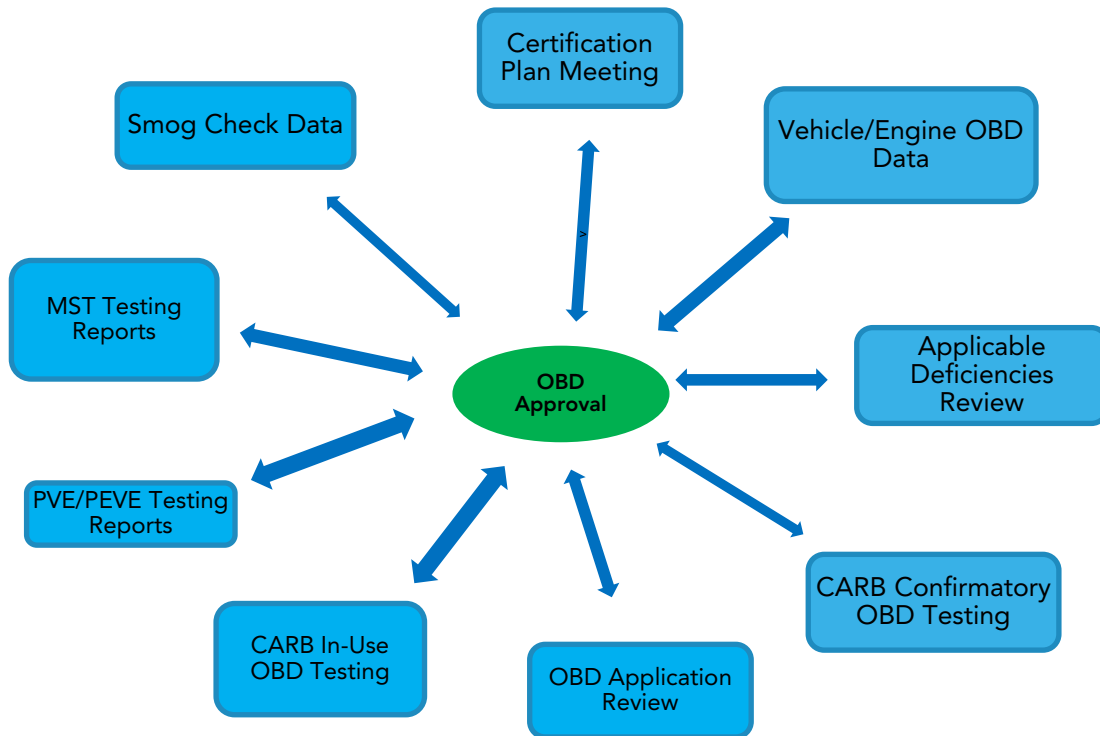 Certification
Plan Meeting
Smog Check Data
Vehicle/Engine OBD
Data
v
MST Testing
Reports
Applicable
Deficiencies
Review
OBD
Approval
PVE/PEVE Testing
Reports
CARB Confirmatory
OBD Testing
CARB In-Use
OBD Testing
OBD Application
Review